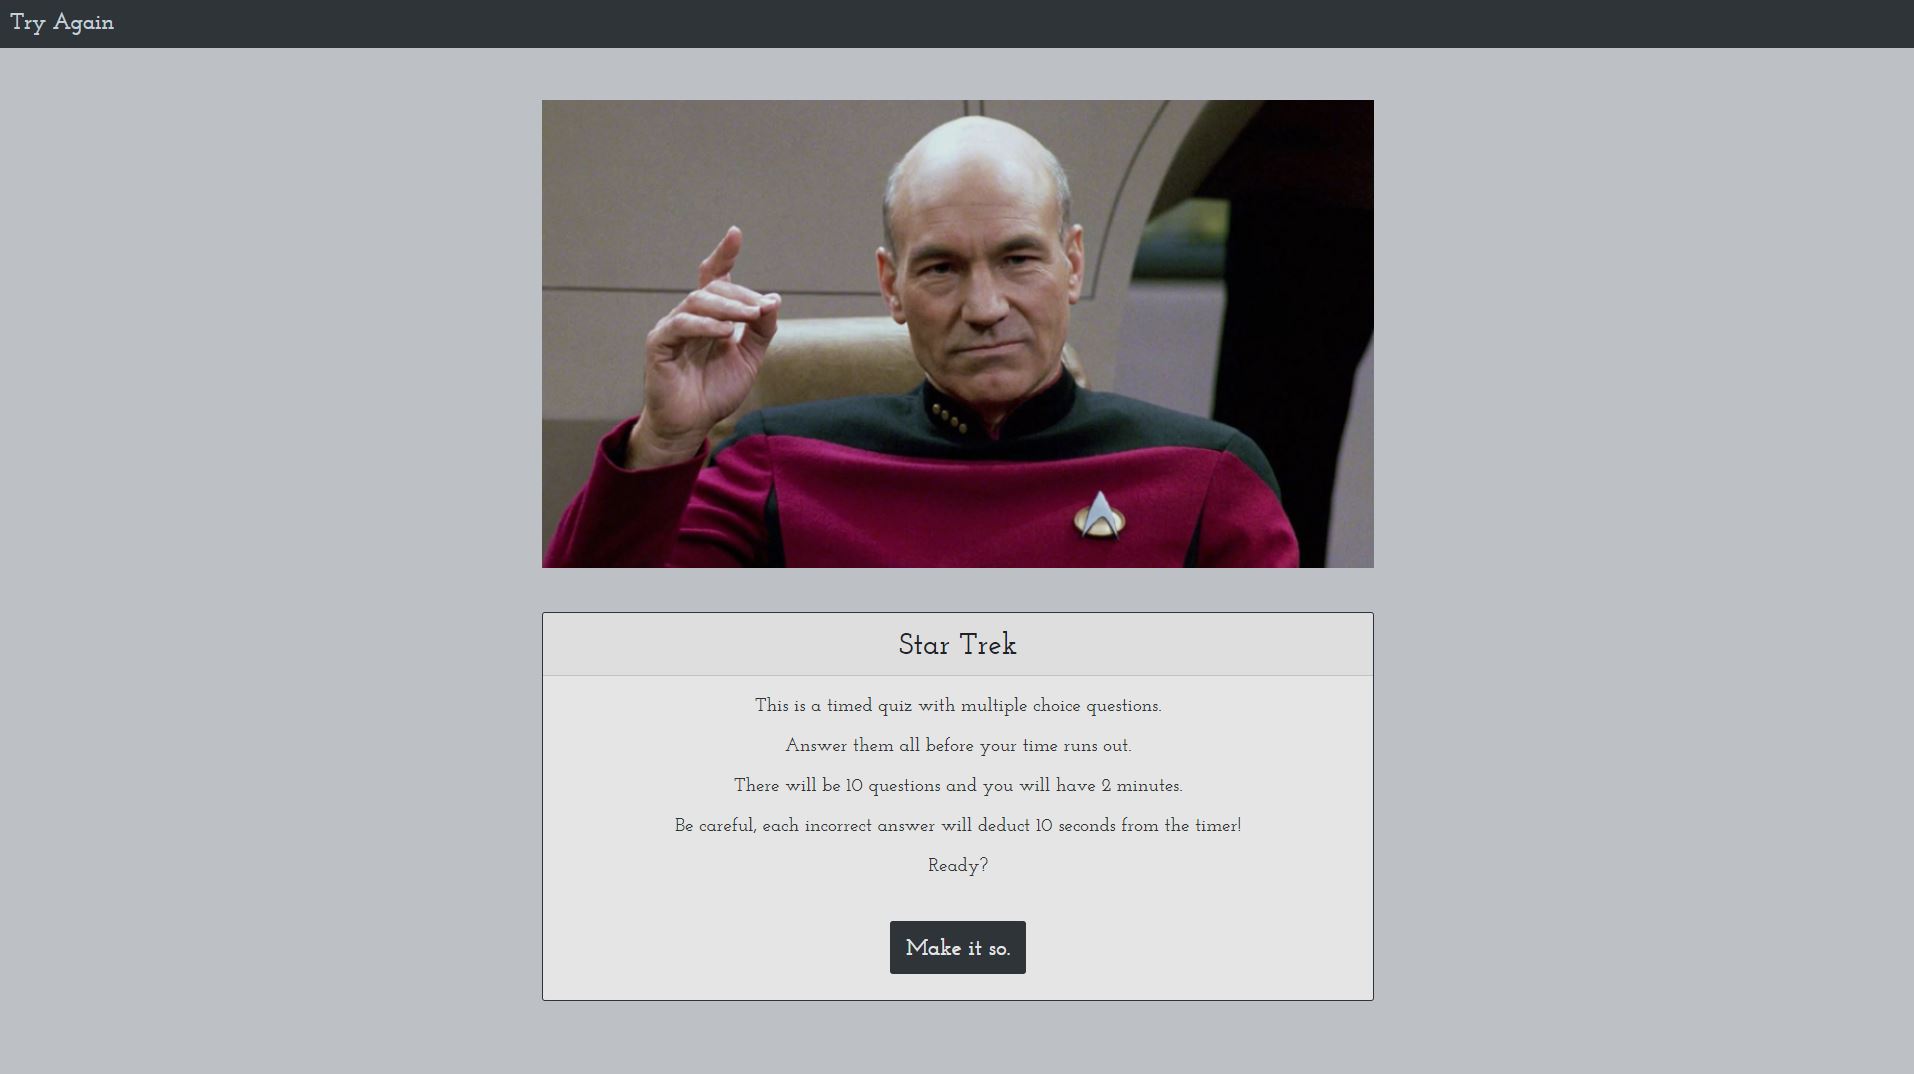 Try Again
Star Trek
This is a timed quiz with multiple choice questions.
Answer them all before your time runs out.
There will be 10 questions and you will have 2 minutes.
Be careful, each incorrect answer will deduct 10 seconds from the timer!
Ready?
Make it so.